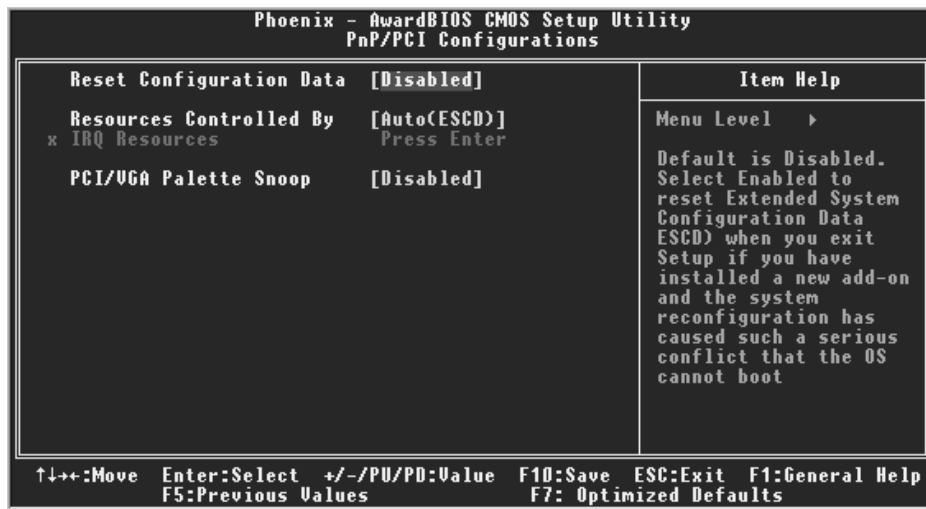 Phoenix - AwardBIOS CMOS Setup Utility
PnP/PCI Configurations
Reset Configuration Data [Disabled]
Resources Controlled By [Auto(ESCD)]
x IRQ Resources Press Enter
PCI/VGA Palette Snoop [Disabled]
Item Help
Menu Level ▸
Default is Disabled.
Select Enabled to
reset Extended System
Configuration Data
ESCD) when you exit
Setup if you have
installed a new add-on
and the system
reconfiguration has
caused such a serious
conflict that the OS
cannot boot
↑↓→←:Move Enter:Select +/-/PU/PD:Value F10:Save ESC:Exit F1:General Help
F5:Previous Values F7: Optimized Defaults